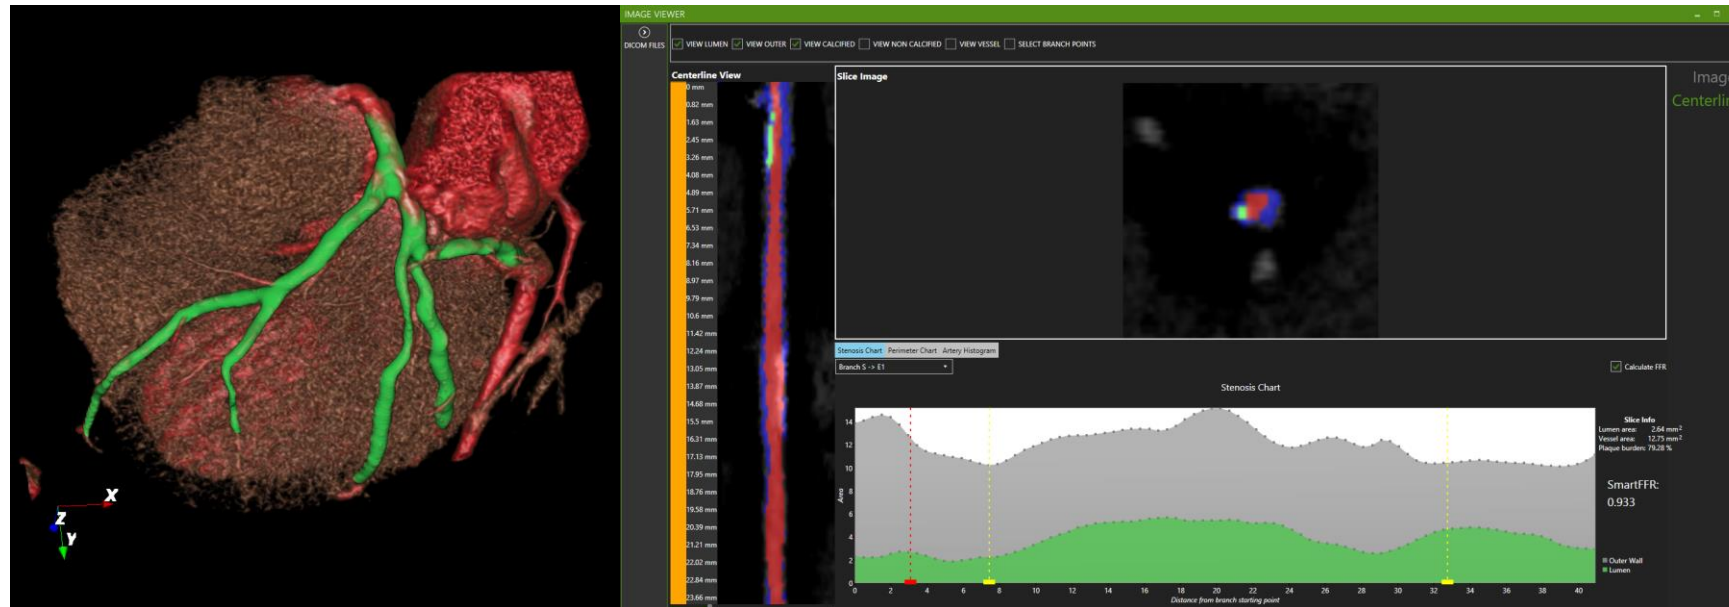 IMAGE VIEWER
DICOM FILES
VIEW LUMEN VIEW OUTER VIEW CALCIFIED VIEW NON CALCIFIED VIEW VESSEL SELECT BRANCH POINTS
Centerline View
0 mm
0.82 mm
1.63 mm
2.45 mm
3.26 mm
4.08 mm
4.89 mm
5.71 mm
6.53 mm
7.34 mm
8.16 mm
8.97 mm
9.79 mm
10.6 mm
11.42 mm
12.24 mm
13.05 mm
13.87 mm
14.68 mm
15.5 mm
16.31 mm
17.13 mm
17.95 mm
18.76 mm
19.58 mm
20.39 mm
21.21 mm
22.02 mm
22.84 mm
23.66 mm
Slice Image
Imag
Centerlin
Stenosis Chart Perimeter Chart Artery Histogram
Branch S -> E1
Calculate FFR
Stenosis Chart
14
12
10
8
6
4
2
0
Area
0 2 4 6 8 10 12 14 16 18 20 22 24 26 28 30 32 34 36 38 40
Distance from branch starting point
Slice Info
Lumen area: 2.64 mm²
Vessel area: 12.75 mm²
Plaque burden: 79.28 %
SmartFFR:
0.933
Outer Wall
Lumen
X
Z
Y